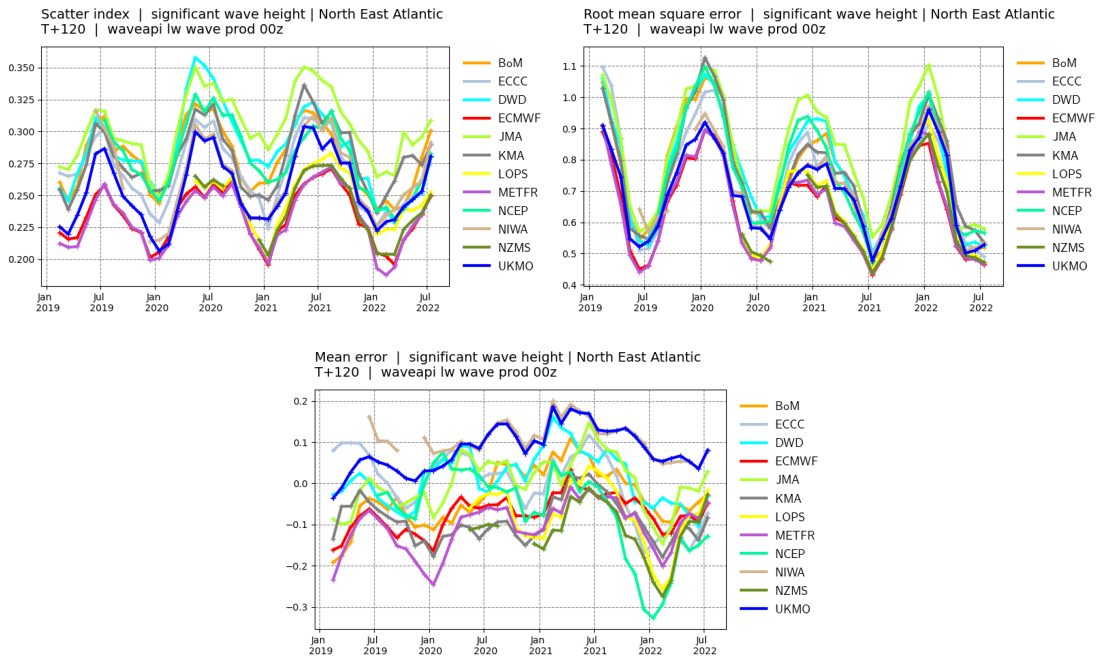 Scatter index | significant wave height | North East Atlantic
T+120 | waveapi lw wave prod 00z
0.350
0.325
0.300
0.275
0.250
0.225
0.200
Jan 2019
Jul
Jan 2020
Jul 2020
Jan 2021
Jul 2021
Jan 2022
Jul 2022
BoM
ECCC
DWD
ECMWF
JMA
KMA
LOPS
METFR
NCEP
NIWA
NZMS
UKMO
Root mean square error | significant wave height | North East Atlantic
T+120 | waveapi lw wave prod 00z
1.1
1.0
0.9
0.8
0.7
0.6
0.5
0.4
Jan 2019
Jul 2019
Jan 2020
Jul 2020
Jan 2021
Jul 2021
Jan 2022
Jul 2022
BoM
ECCC
DWD
ECMWF
JMA
KMA
LOPS
METFR
NCEP
NIWA
NZMS
UKMO
Mean error | significant wave height | North East Atlantic
T+120 | waveapi lw wave prod 00z
0.2
0.1
0.0
−0.1
−0.2
−0.3
Jan 2019
Jul 2019
Jan 2020
Jul 2020
Jan 2021
Jul 2021
Jan 2022
Jul 2022
BoM
ECCC
DWD
ECMWF
JMA
KMA
LOPS
METFR
NCEP
NIWA
NZMS
UKMO